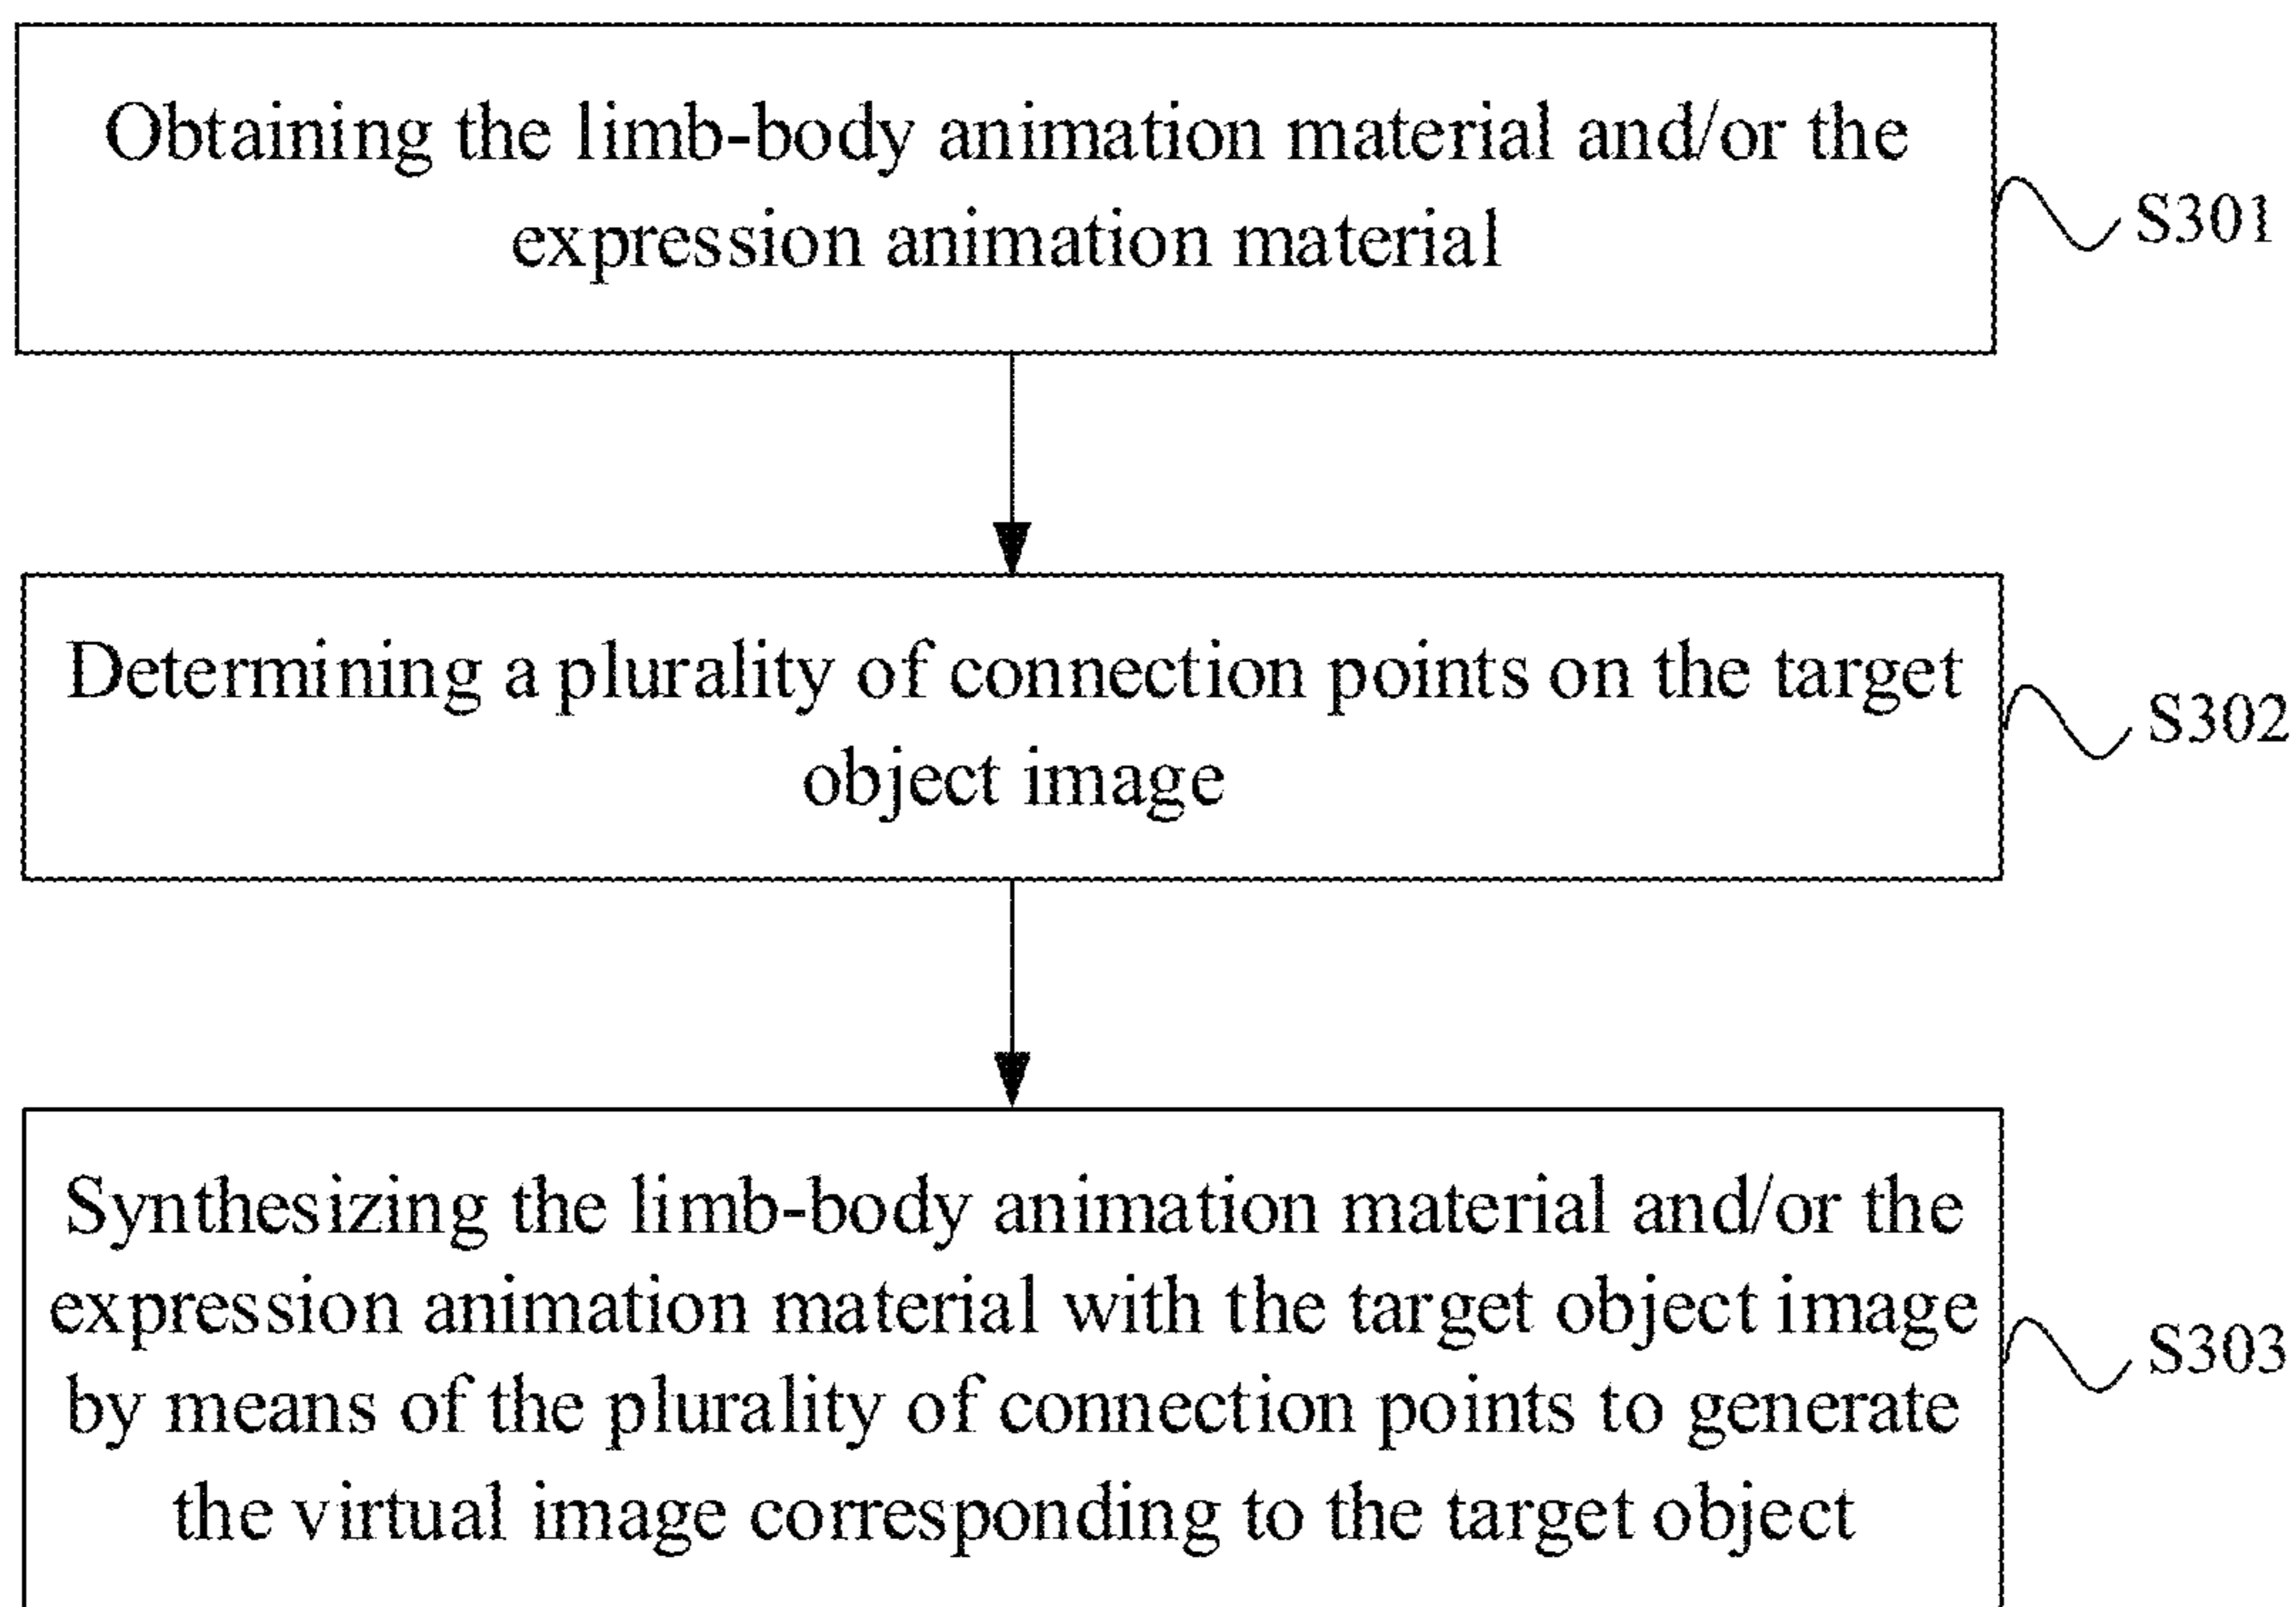 Obtaining the limb-body animation material and/or the
expression animation material
S301
Determining a plurality of connection points on the target
object image
S302
Synthesizing the limb-body animation material and/or the
expression animation material with the target object image
by means of the plurality of connection points to generate
the virtual image corresponding to the target object
S303